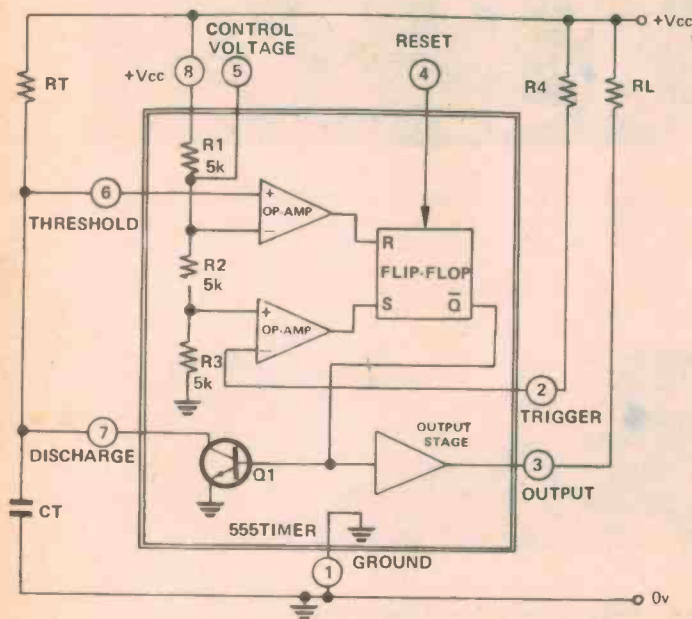 +Vcc
CONTROL
VOLTAGE
RESET
RT
+Vcc
8
5
4
R4
RL
R1
5k
6
THRESHOLD
+
OP-AMP
−
R
FLIP-FLOP
S
Q̅
R2
5k
+
OP-AMP
−
R3
5k
2
TRIGGER
7
DISCHARGE
Q1
OUTPUT
STAGE
3
OUTPUT
CT
555TIMER
GROUND
1
0v